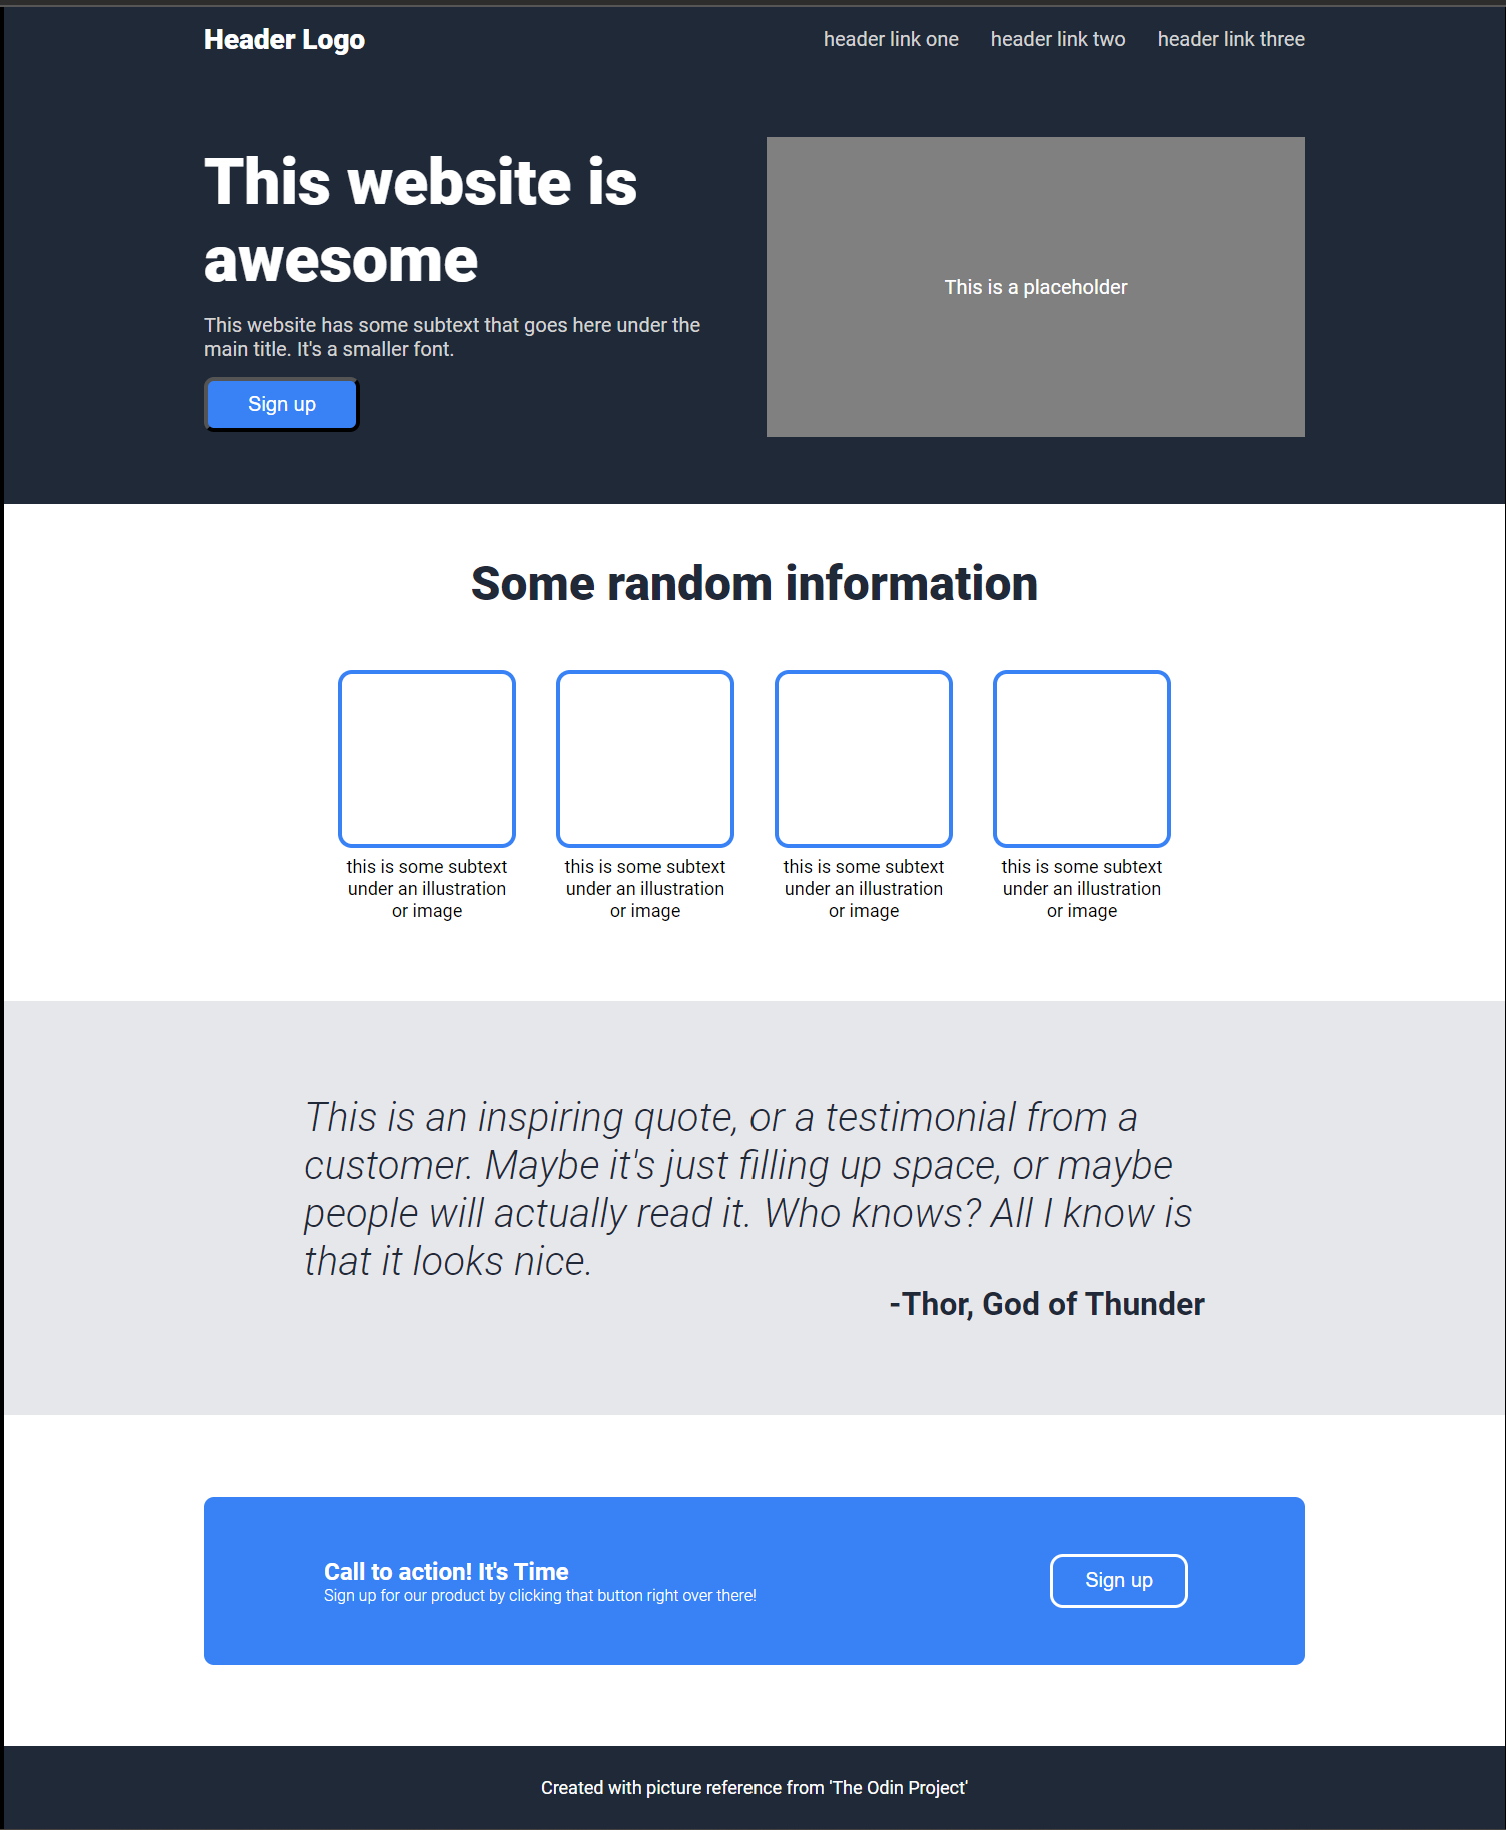 Header Logo
header link one
header link two
header link three
This website is
awesome
This website has some subtext that goes here under the
main title. It's a smaller font.
Sign up
This is a placeholder
Some random information
this is some subtext
under an illustration
or image
this is some subtext
under an illustration
or image
this is some subtext
under an illustration
or image
this is some subtext
under an illustration
or image
This is an inspiring quote, or a testimonial from a
customer. Maybe it's just filling up space, or maybe
people will actually read it. Who knows? All I know is
that it looks nice.
-Thor, God of Thunder
Call to action! It's Time
Sign up for our product by clicking that button right over there!
Sign up
Created with picture reference from 'The Odin Project'